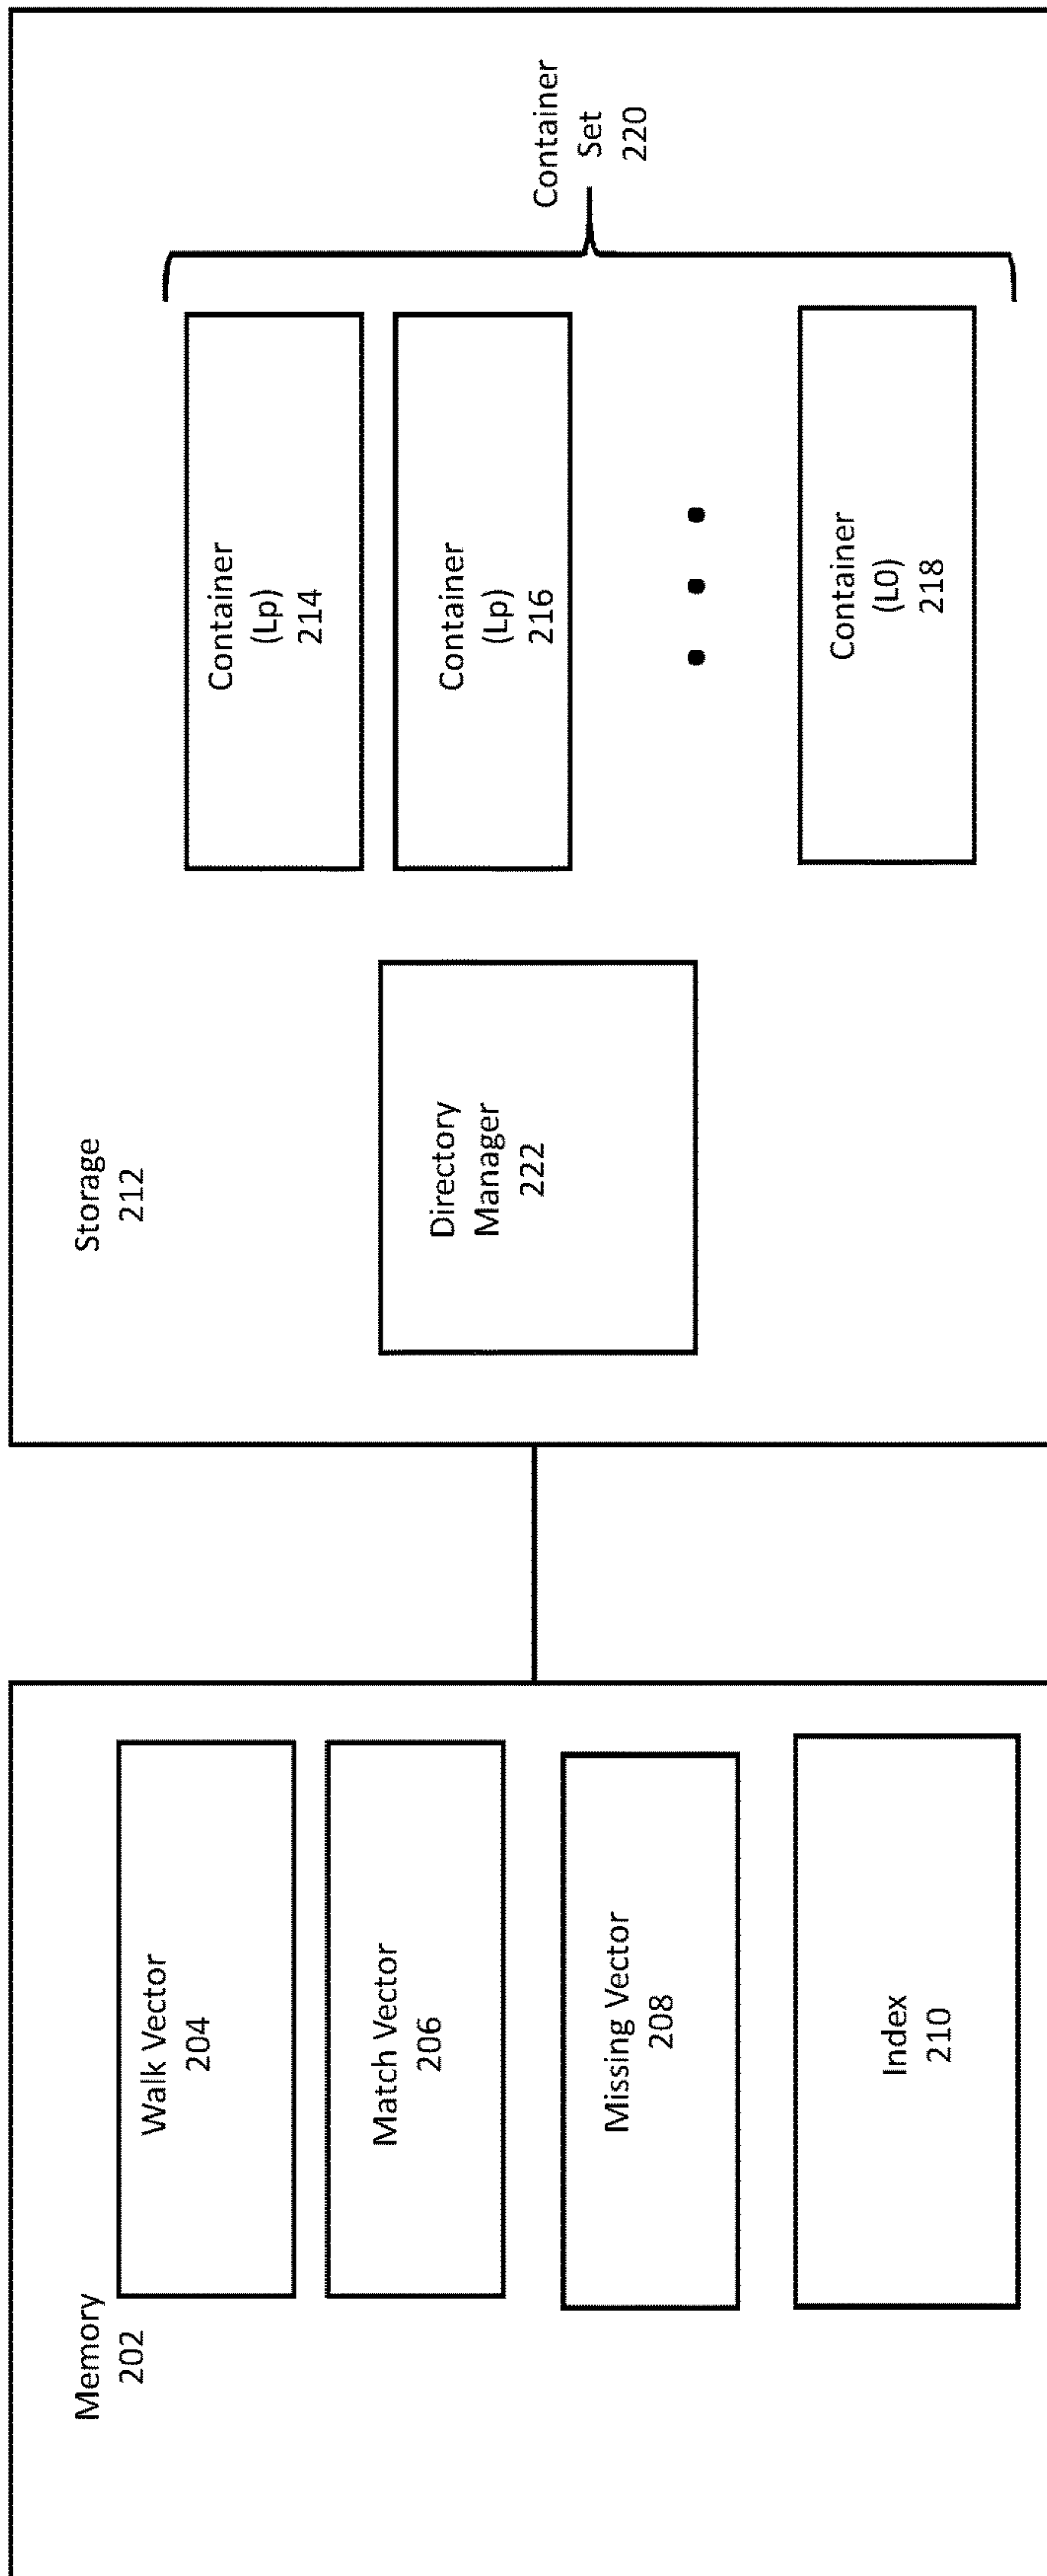 Memory
202
Walk Vector
204
Match Vector
206
Missing Vector
208
Index
210
Storage
212
Directory
Manager
222
Container
(Lp)
214
Container
(Lp)
216
Container
(L0)
218
Container
Set
220